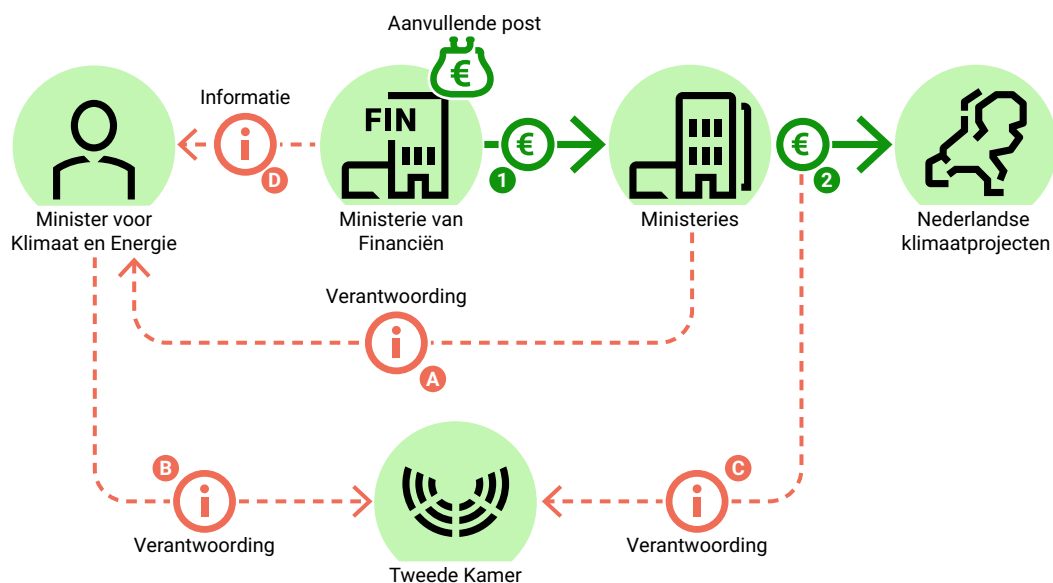 Aanvullende post
€
Informatie
FIN
i
D
€
1
€
2
Minister voor
Klimaat en Energie
Ministerie van
Financiën
Ministeries
Nederlandse
klimaatprojecten
Verantwoording
i
A
B
i
Verantwoording
C
i
Verantwoording
Tweede Kamer